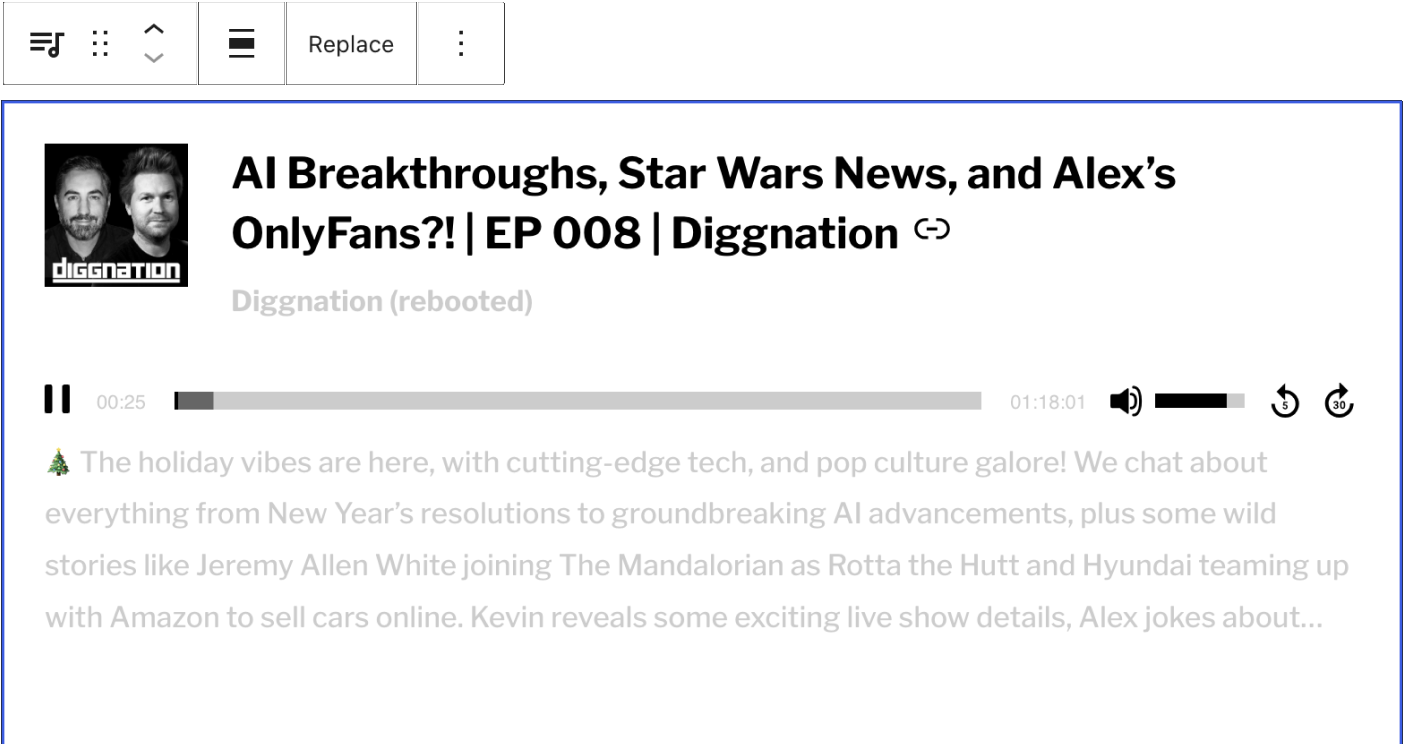 Replace
AI Breakthroughs, Star Wars News, and Alex’s
OnlyFans?! | EP 008 | Diggnation
diggnation
Diggnation (rebooted)
00:25
01:18:01
5
30
🎄 The holiday vibes are here, with cutting-edge tech, and pop culture galore! We chat about
everything from New Year’s resolutions to groundbreaking AI advancements, plus some wild
stories like Jeremy Allen White joining The Mandalorian as Rotta the Hutt and Hyundai teaming up
with Amazon to sell cars online. Kevin reveals some exciting live show details, Alex jokes about…